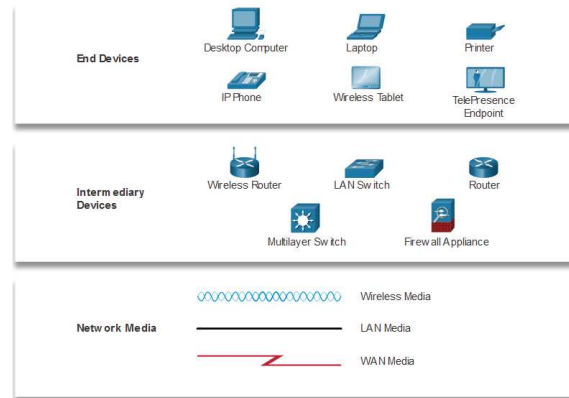 End Devices
Desktop Computer
Laptop
Printer
IP Phone
Wireless Tablet
TelePresence
Endpoint
Intermediary
Devices
Wireless Router
LAN Switch
Router
Multilayer Switch
Firewall Appliance
Network Media
Wireless Media
LAN Media
WAN Media